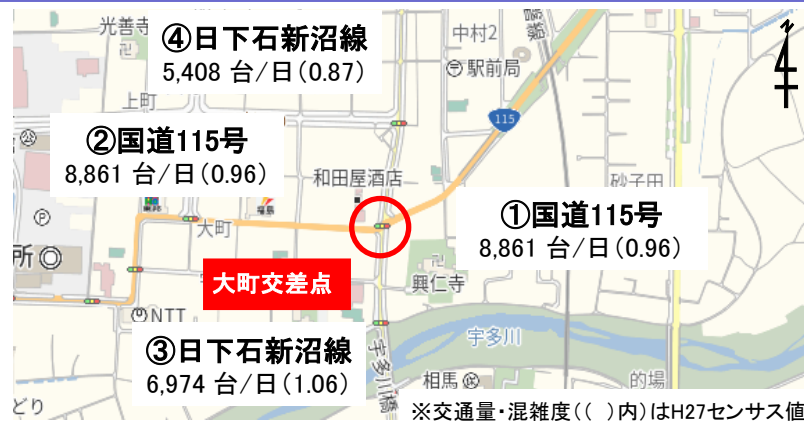 光善寺
④日下石新沼線
5,408 台/日(0.87)
中村2
駅前局
上町
115
②国道115号
8,861 台/日(0.96)
和田屋酒店
砂子田
福島
大町
①国道115号
8,861 台/日(0.96)
所
大町交差点
興仁寺
NTT
③日下石新沼線
6,974 台/日(1.06)
宇多川
宇多川橋
相馬
的場
どり
※交通量・混雑度(( )内)はH27センサス値